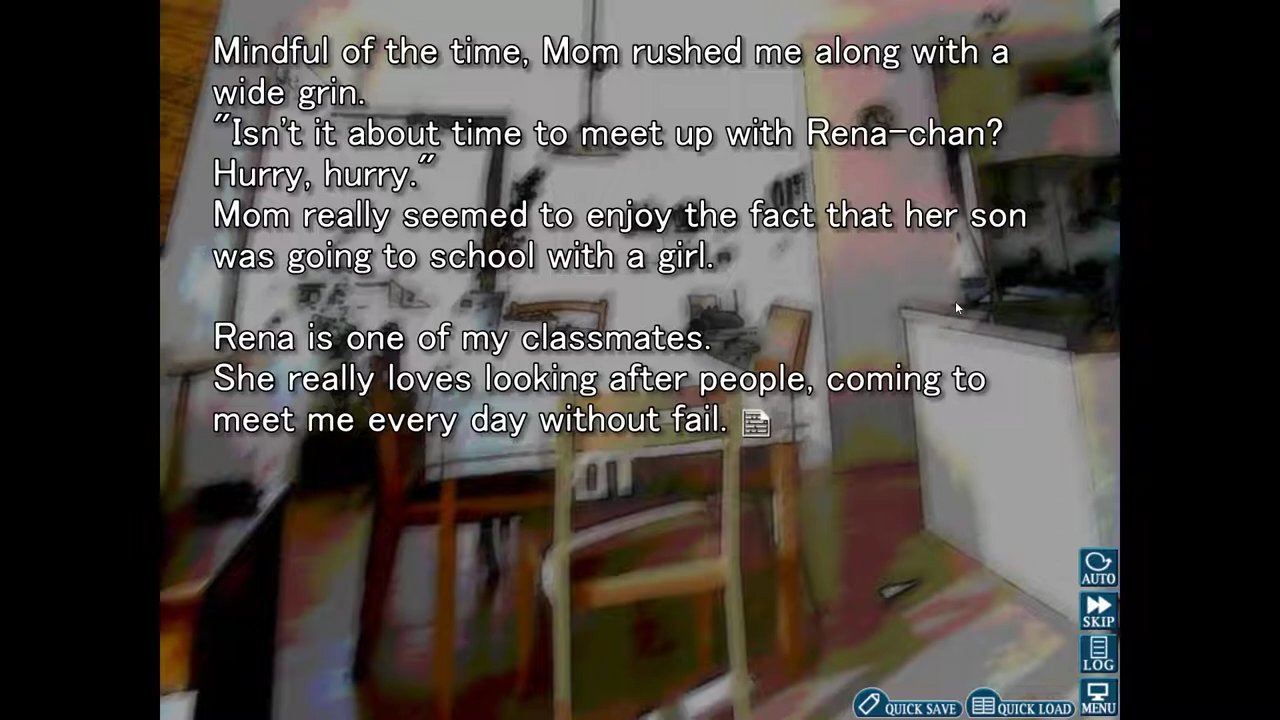 Mindful of the time, Mom rushed me along with a
wide grin.
"Isn't it about time to meet up with Rena-chan?
Hurry, hurry."
Mom really seemed to enjoy the fact that her son
was going to school with a girl.
Rena is one of my classmates.
She really loves looking after people, coming to
meet me every day without fail.
AUTO
SKIP
LOG
MENU
QUICK SAVE
QUICK LOAD